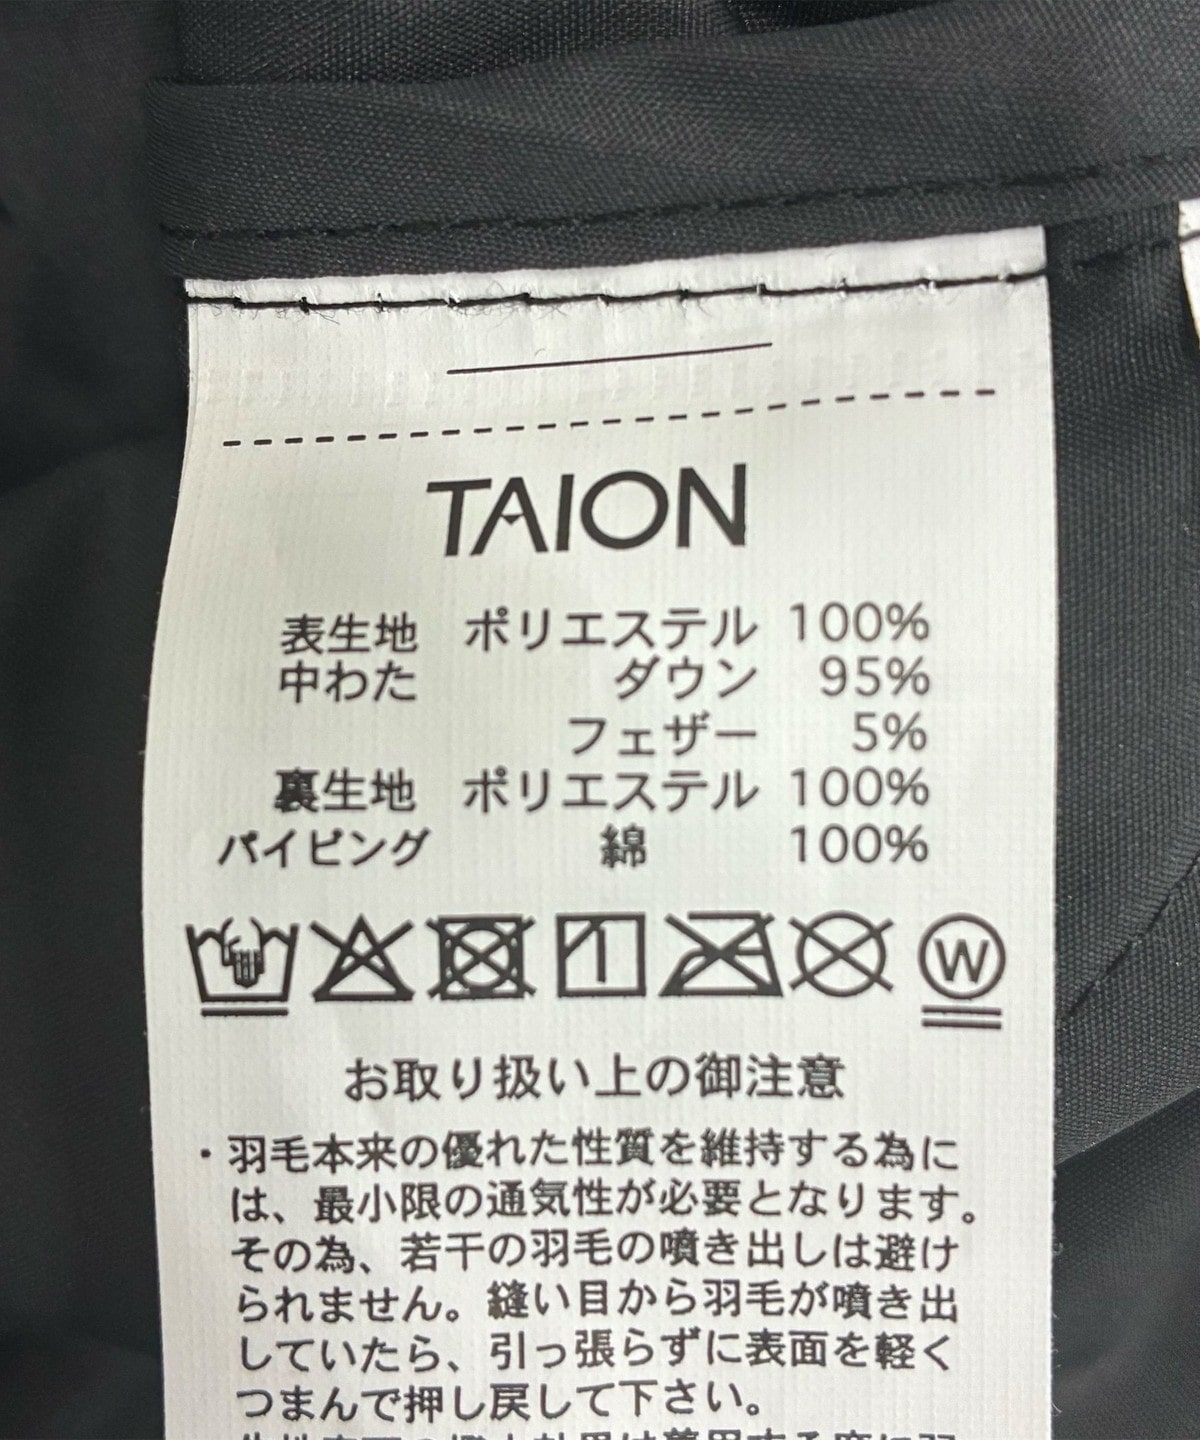 TAION
表生地 ポリエステル 100%
中わた ダウン 95%
フェザー 5%
裏生地 ポリエステル 100%
パイピング 綿 100%
W
お取り扱い上の御注意
・羽毛本来の優れた性質を維持する為に
は、最小限の通気性が必要となります。
その為、若干の羽毛の噴き出しは避け
られません。縫い目から羽毛が噴き出
していたら、引っ張らずに表面を軽く
つまんで押し戻して下さい。